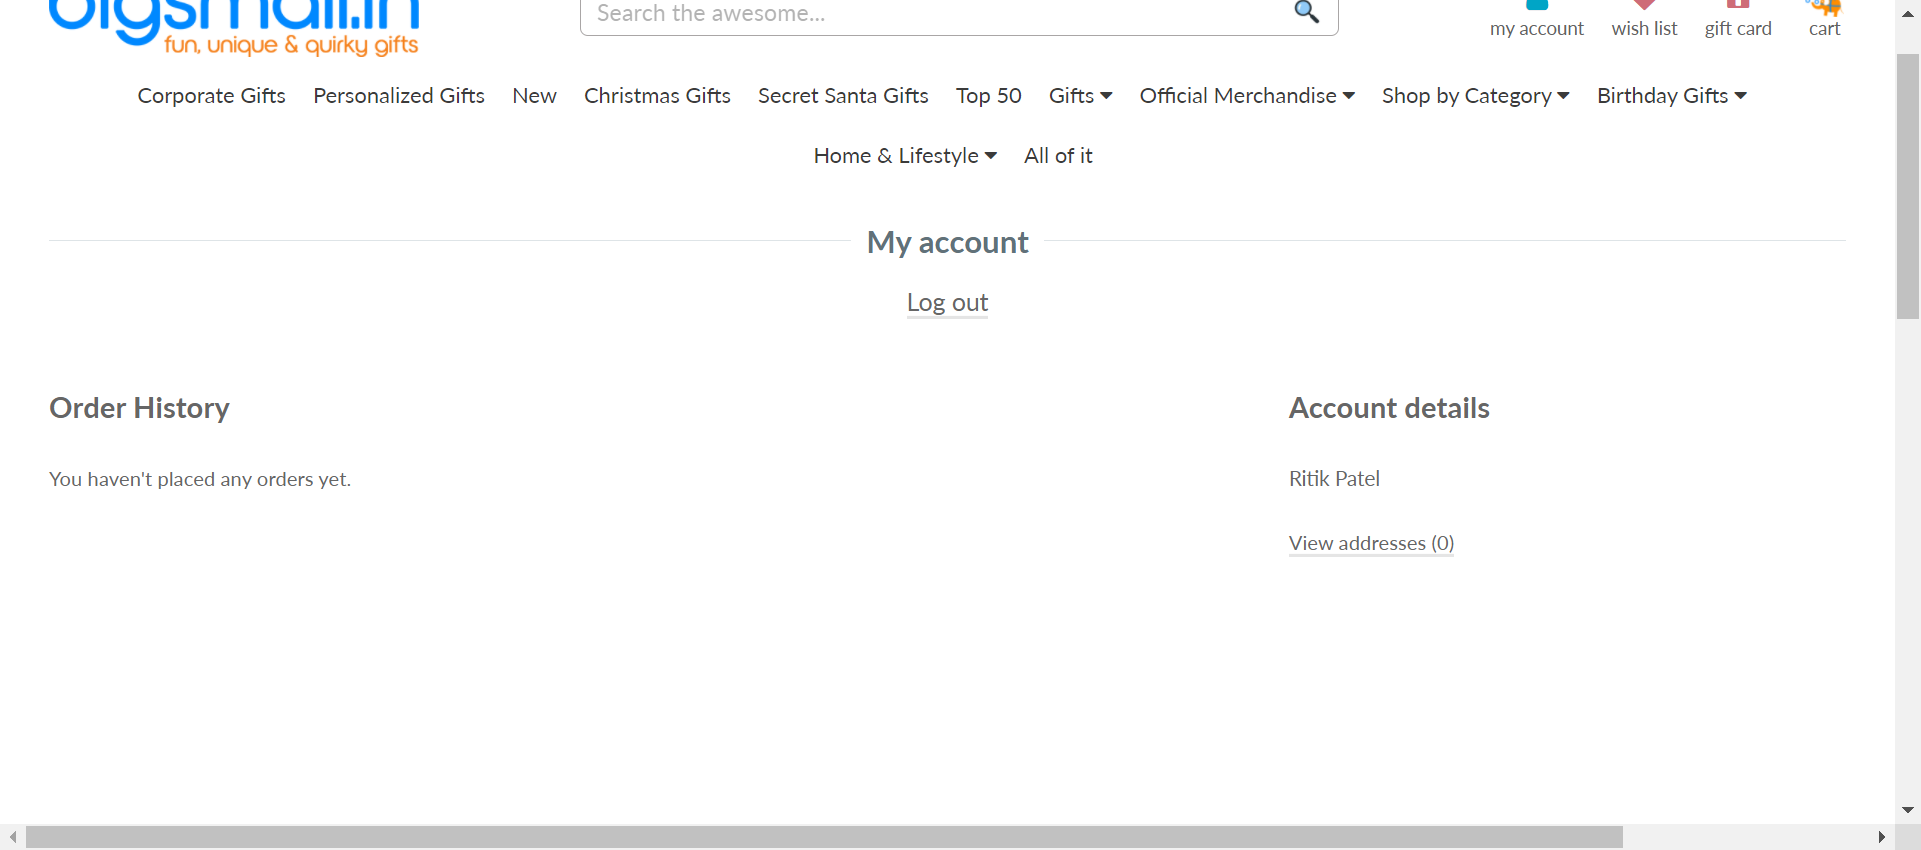 bigsmall.in
fun, unique & quirky gifts
Search the awesome...
my account wish list gift card cart
Corporate Gifts Personalized Gifts New Christmas Gifts Secret Santa Gifts Top 50 Gifts Official Merchandise Shop by Category Birthday Gifts
Home & Lifestyle All of it
My account
Log out
Order History
You haven't placed any orders yet.
Account details
Ritik Patel
View addresses (0)